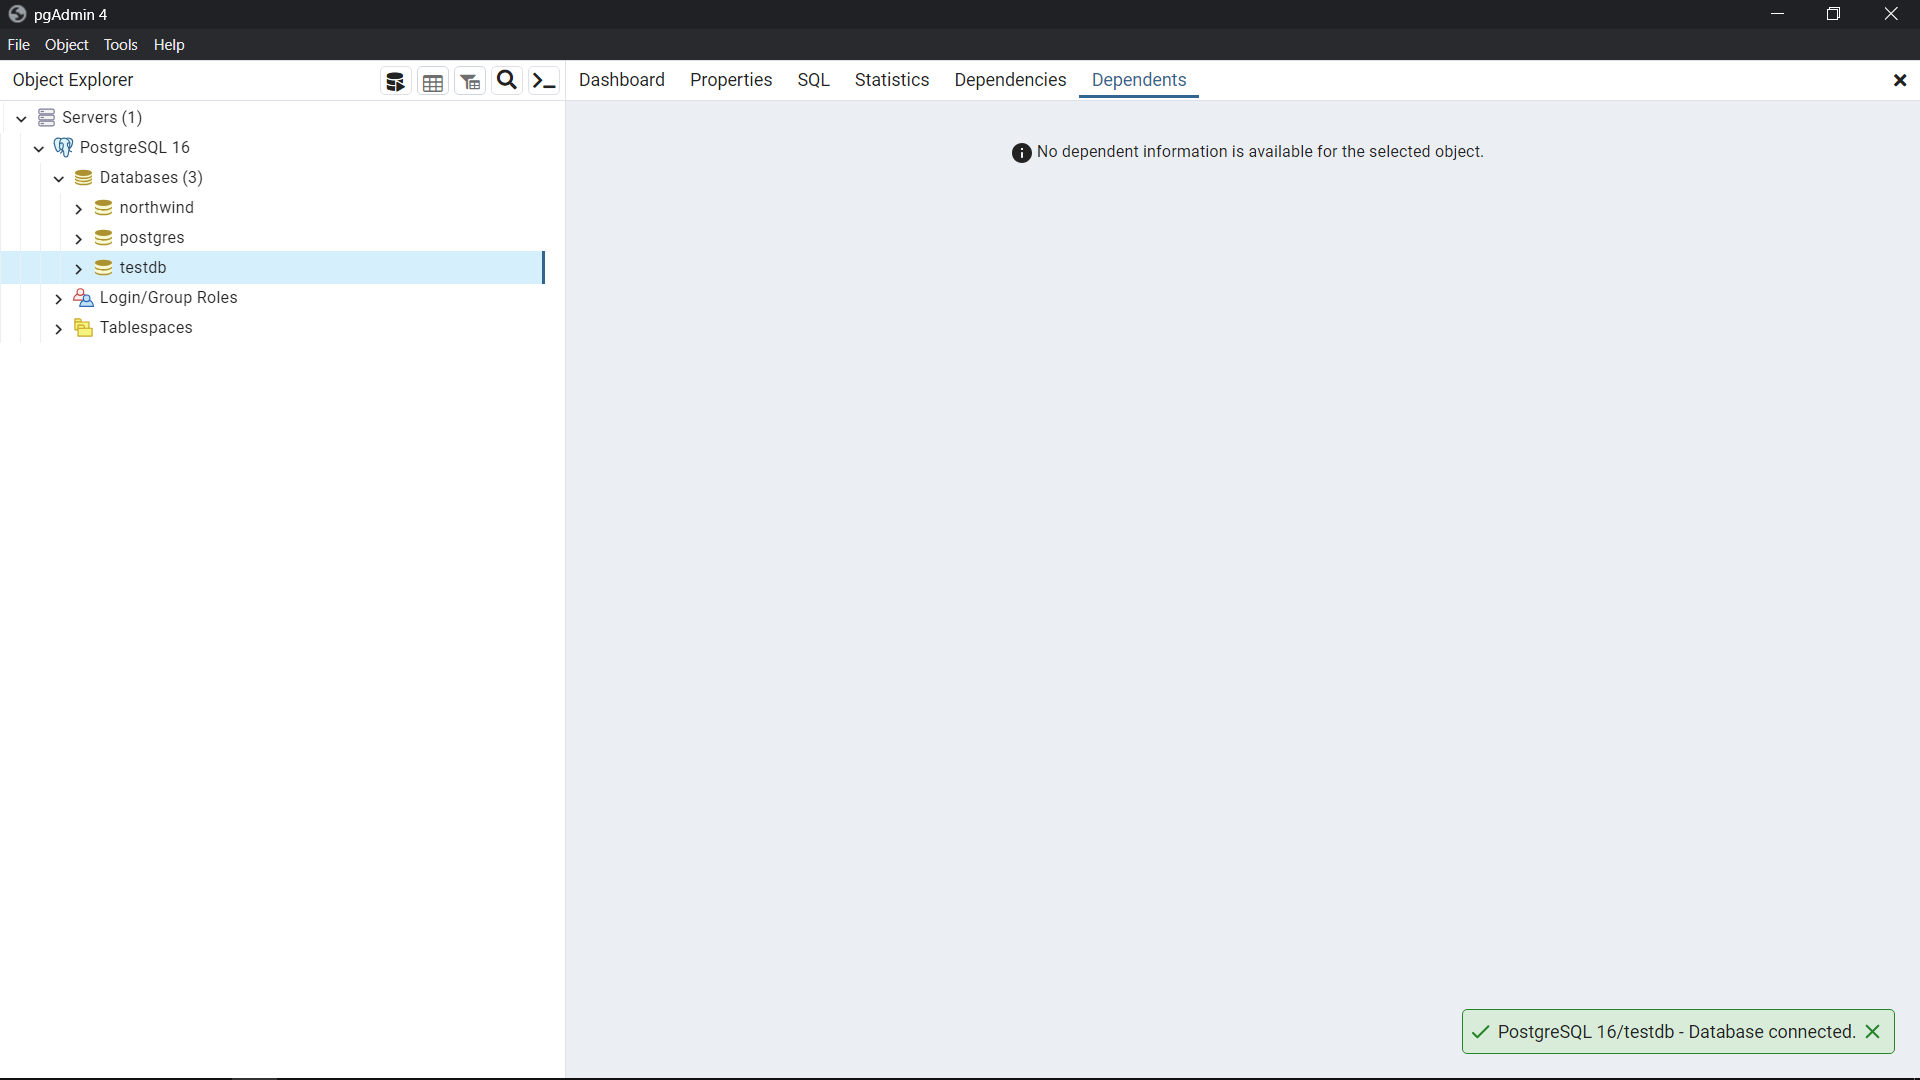 pgAdmin 4
File Object Tools Help
Object Explorer
Dashboard Properties SQL Statistics Dependencies Dependents
Servers (1)
PostgreSQL 16
Databases (3)
northwind
postgres
testdb
Login/Group Roles
Tablespaces
No dependent information is available for the selected object.
PostgreSQL 16/testdb - Database connected.